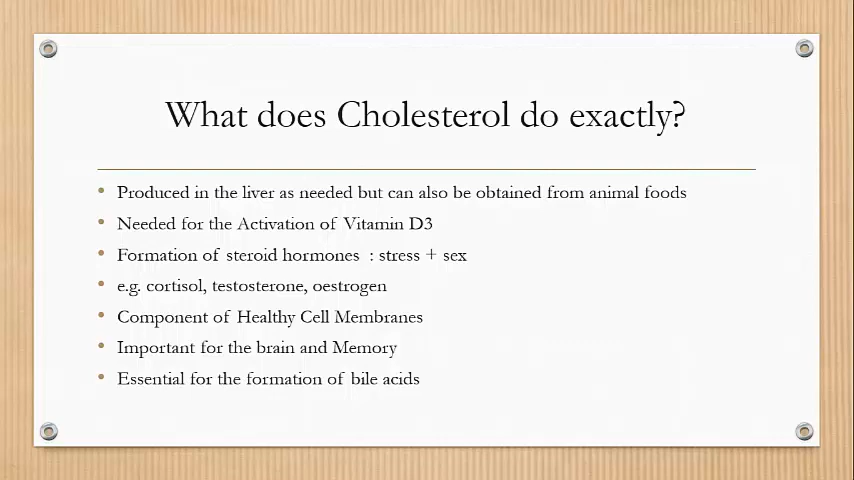 What does Cholesterol do exactly?
• Produced in the liver as needed but can also be obtained from animal foods
• Needed for the Activation of Vitamin D3
• Formation of steroid hormones : stress + sex
• e.g. cortisol, testosterone, oestrogen
• Component of Healthy Cell Membranes
• Important for the brain and Memory
• Essential for the formation of bile acids